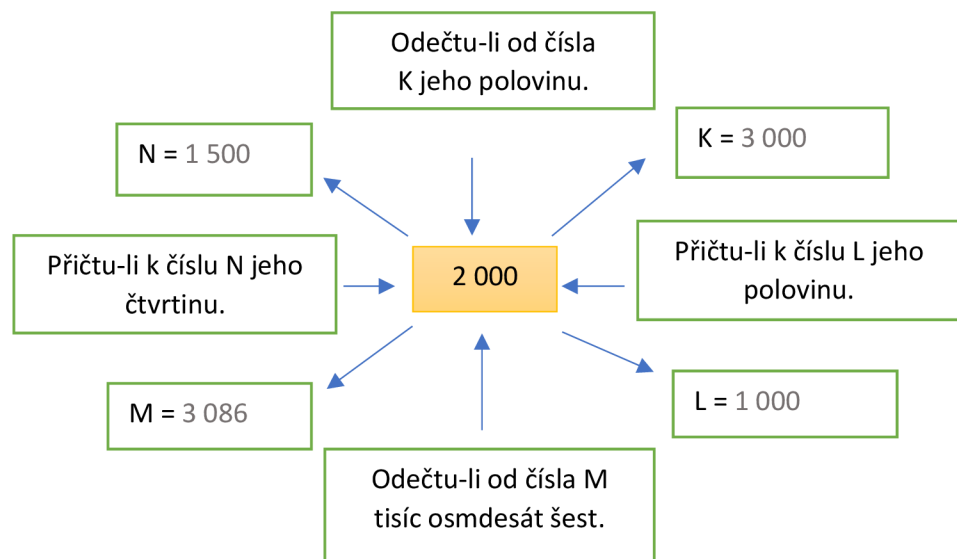 Odečtu-li od čísla
K jeho polovinu.
N = 1 500
K = 3 000
Přičtu-li k číslu N jeho
čtvrtinu.
2 000
Přičtu-li k číslu L jeho
polovinu.
M = 3 086
L = 1 000
Odečtu-li od čísla M
tisíc osmdesát šest.